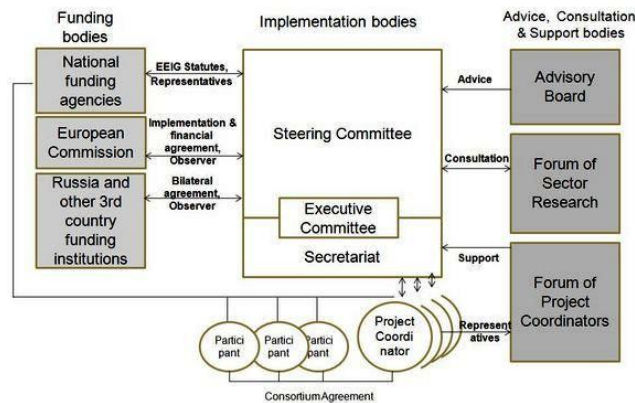 Funding
bodies
Implementation bodies
Advice, Consultation
& Support bodies
National
funding
agencies
EEIG Statutes,
Representatives
European
Commission
Implementation &
financial
agreement,
Observer
Russia and
other 3rd
country
funding
institutions
Bilateral
agreement,
Observer
Steering Committee
Executive
Committee
Secretariat
Advice
Advisory
Board
Consultation
Forum of
Sector
Research
Support
Forum of
Project
Coordinators
Represent
atives
Partici
pant
Partici
pant
Partici
pant
Project
Coordi
nator
Consortium Agreement